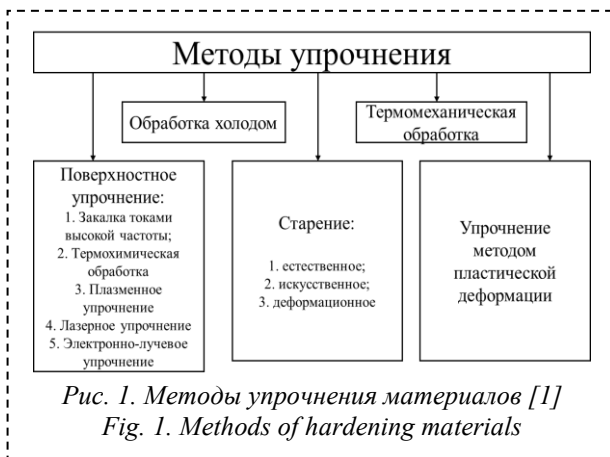 Методы упрочнения
Обработка холодом
Термомеханическая
обработка
Поверхностное
упрочнение:
1. Закалка токами
высокой частоты;
2. Термохимическая
обработка
3. Плазменное
упрочнение
4. Лазерное упрочнение
5. Электронно-лучевое
упрочнение
Старение:
1. естественное;
2. искусственное;
3. деформационное
Упрочнение
методом
пластической
деформации
Рис. 1. Методы упрочнения материалов [1]
Fig. 1. Methods of hardening materials